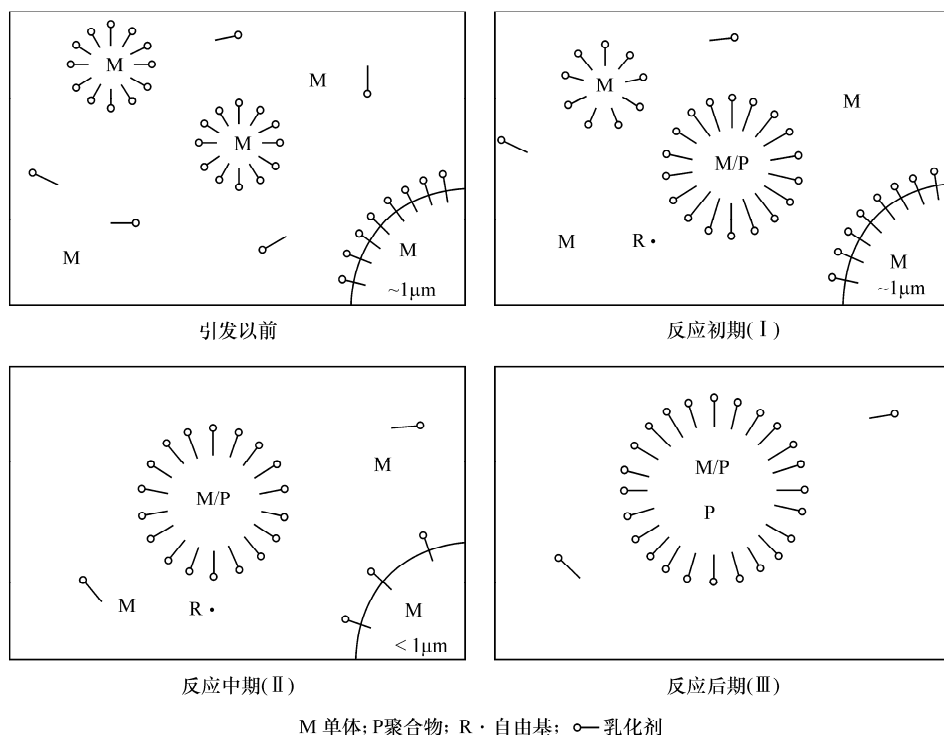 M
M
M
M
M
~1μm
引发以前
M
M/P
M
M
R·
M
~1μm
反应初期(Ⅰ)
M/P
M
M
R·
M
< 1μm
反应中期(Ⅱ)
M/P
P
反应后期(Ⅲ)
M 单体; P聚合物; R · 自由基; 乳化剂